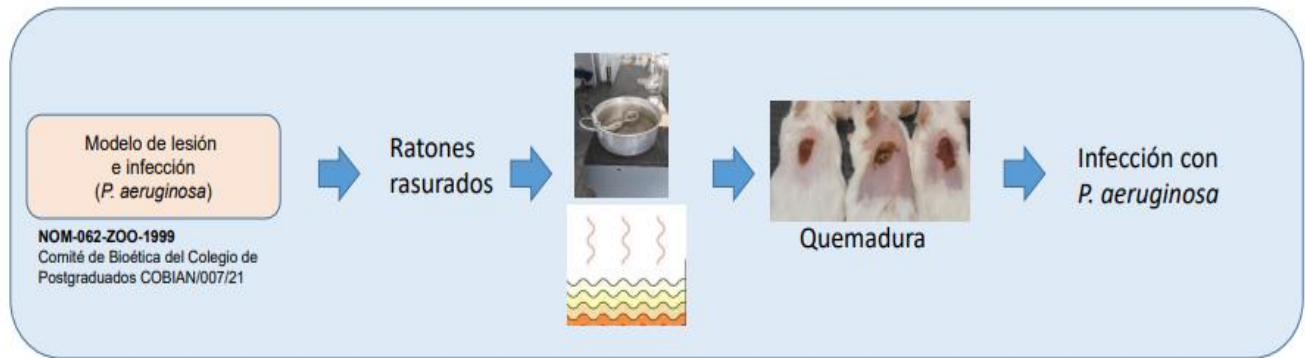 Modelo de lesión
e infección
(P. aeruginosa)
NOM-062-ZOO-1999
Comité de Bioética del Colegio de
Postgraduados COBIAN/007/21
Ratones
rasurados
Quemadura
Infección con
P. aeruginosa